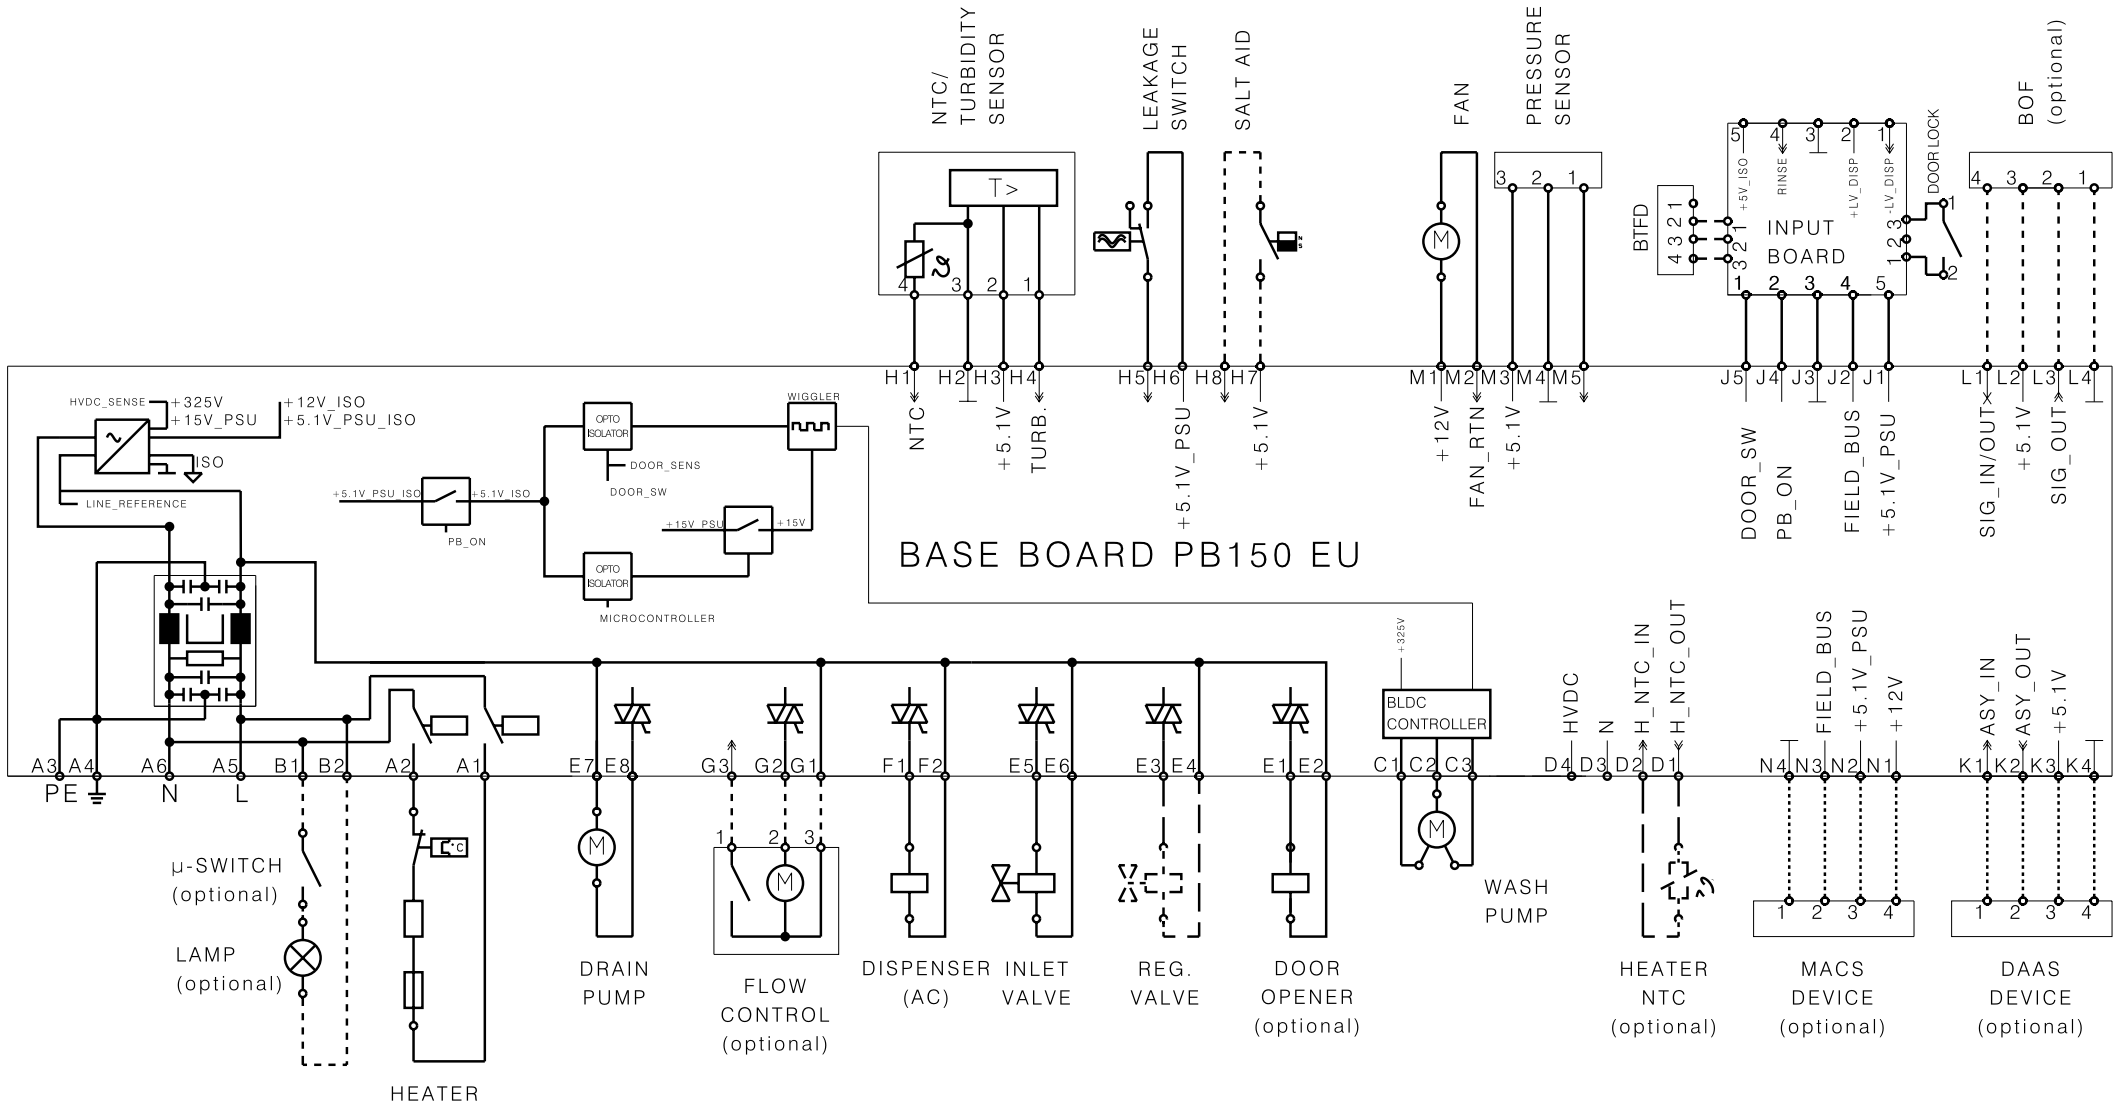 NTC/
TURBIDITY
SENSOR
LEAKAGE
SWITCH
SALT AID
FAN
PRESSURE
SENSOR
BOF
(optional)
T>
4 3 2 1
M
3 2 1
BTFD
4 3 2 1
5 4 3 2 1
+5V_ISO
RINSE
+LV_DISP
-LV_DISP
3 2 1
INPUT
BOARD
1 2 3
1 2 3 4 5
DOOR LOCK
1
2
4 3 2 1
N
S
H1 H2 H3 H4 H5 H6 H8 H7 M1 M2 M3 M4 M5 J5 J4 J3 J2 J1 L1 L2 L3 L4
NTC
+5.1V
TURB.
+5.1V_PSU
+5.1V
+12V
FAN_RTN
+5.1V
DOOR_SW
PB_ON
FIELD_BUS
+5.1V_PSU
SIG_IN/OUT
+5.1V
SIG_OUT
HVDC_SENSE
+325V
+15V_PSU
+12V_ISO
+5.1V_PSU_ISO
ISO
LINE_REFERENCE
+5.1V_PSU_ISO
+5.1V_ISO
PB_ON
OPTO
ISOLATOR
DOOR_SENS
DOOR_SW
WIGGLER
+15V_PSU
+15V
OPTO
ISOLATOR
MICROCONTROLLER
BASE BOARD PB150 EU
+325V
BLDC
CONTROLLER
HVDC
N
H_NTC_IN
H_NTC_OUT
FIELD_BUS
+5.1V_PSU
+12V
ASY_IN
ASY_OUT
+5.1V
A3 A4 A6 A5 B1 B2 A2 A1 E7 E8 G3 G2 G1 F1 F2 E5 E6 E3 E4 E1 E2 C1 C2 C3 D4 D3 D2 D1 N4 N3 N2 N1 K1 K2 K3 K4
PE
N
L
°C
M
1 2 3
M
M
1 2 3 4
1 2 3 4
µ-SWITCH
(optional)
LAMP
(optional)
HEATER
DRAIN
PUMP
FLOW
CONTROL
(optional)
DISPENSER
(AC)
INLET
VALVE
REG.
VALVE
DOOR
OPENER
(optional)
WASH
PUMP
HEATER
NTC
(optional)
MACS
DEVICE
(optional)
DAAS
DEVICE
(optional)